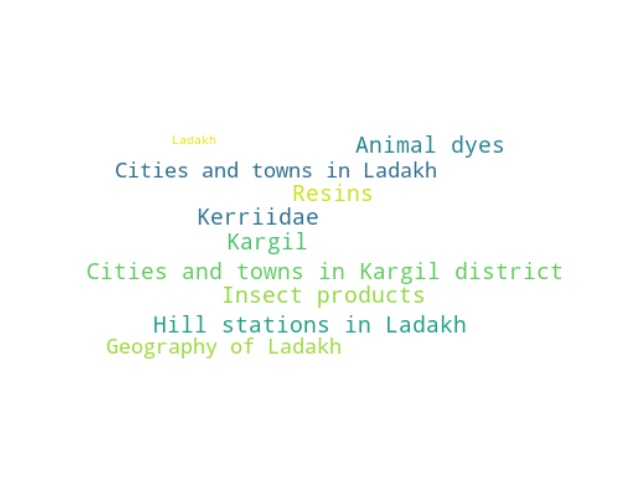 Ladakh
Animal dyes
Cities and towns in Ladakh
Resins
Kerriidae
Kargil
Cities and towns in Kargil district
Insect products
Hill stations in Ladakh
Geography of Ladakh